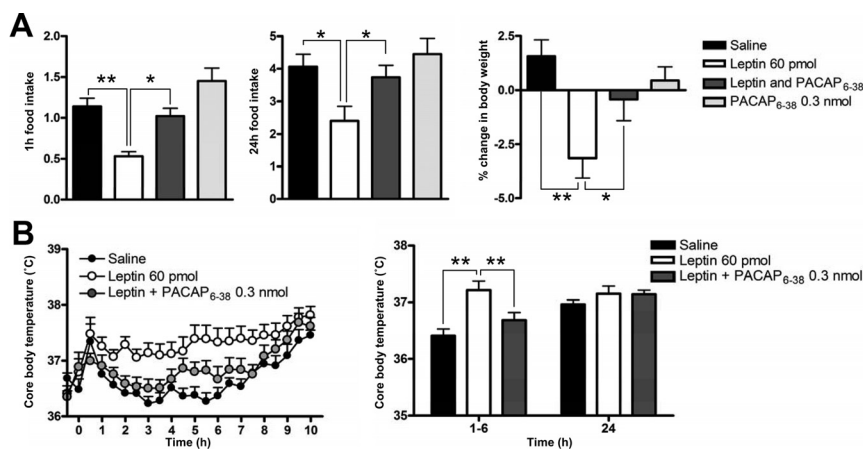 A
2.0
1.5
1.0
0.5
0.0
1h food intake
**
*
5
4
3
2
1
0
24h food intake
*
*
2.5
0.0
-2.5
-5.0
% change in body weight
**
*
Saline
Leptin 60 pmol
Leptin and PACAP6-38
PACAP6-38 0.3 nmol
B
39
38
37
36
Core body temperature (˚C)
Saline
Leptin 60 pmol
Leptin + PACAP6-38 0.3 nmol
0 1 2 3 4 5 6 7 8 9 10
Time (h)
38
37
36
35
Core body temperature (˚C)
**
**
1-6 24
Time (h)
Saline
Leptin 60 pmol
Leptin + PACAP6-38 0.3 nmol